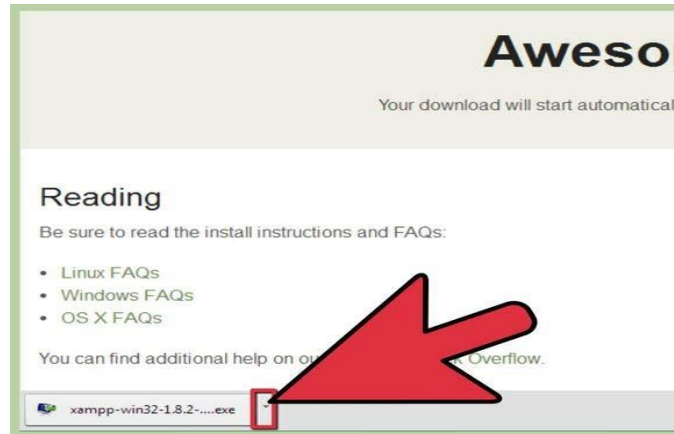 Aweso
Your download will start automatical
Reading
Be sure to read the install instructions and FAQs:
• Linux FAQs
• Windows FAQs
• OS X FAQs
You can find additional help on ou Overflow.
xampp-win32-1.8.2-....exe